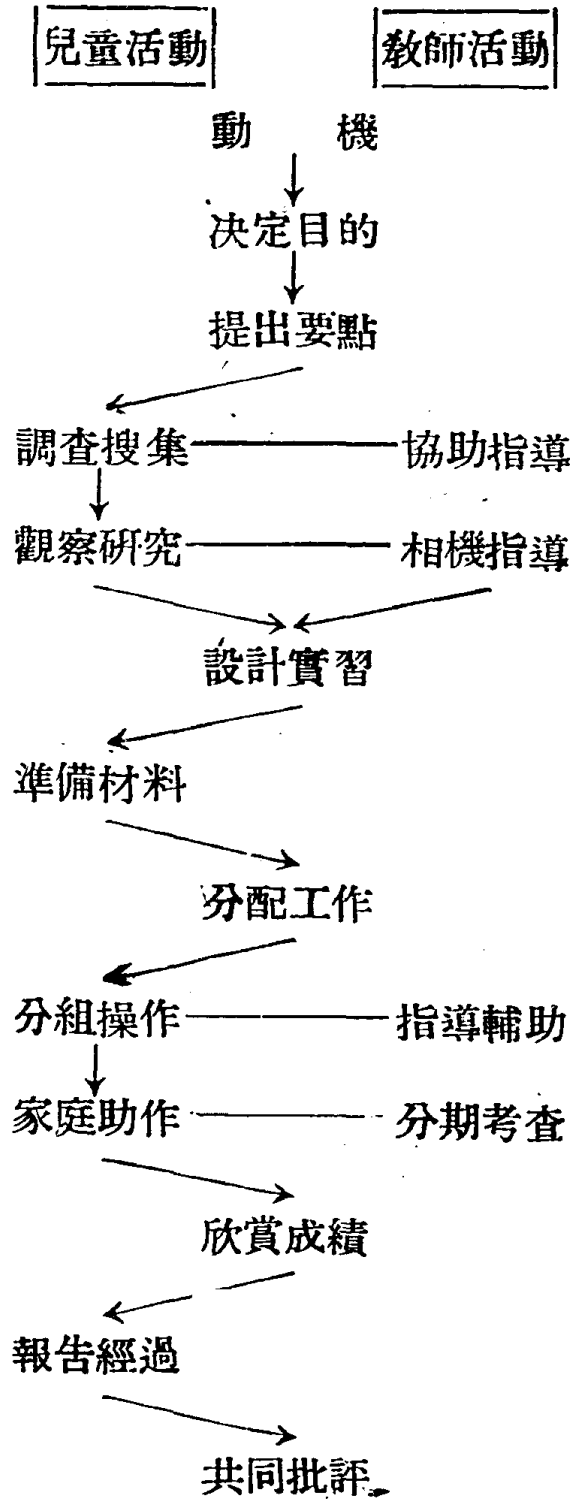 兒童活動 教師活動
動 機
決定目的
提出要點
調查搜集 協助指導
觀察研究 相機指導
設計實習
準備材料
分配工作
分組操作 指導輔助
家庭助作 分期考查
欣賞成績
報告經過
共同批評